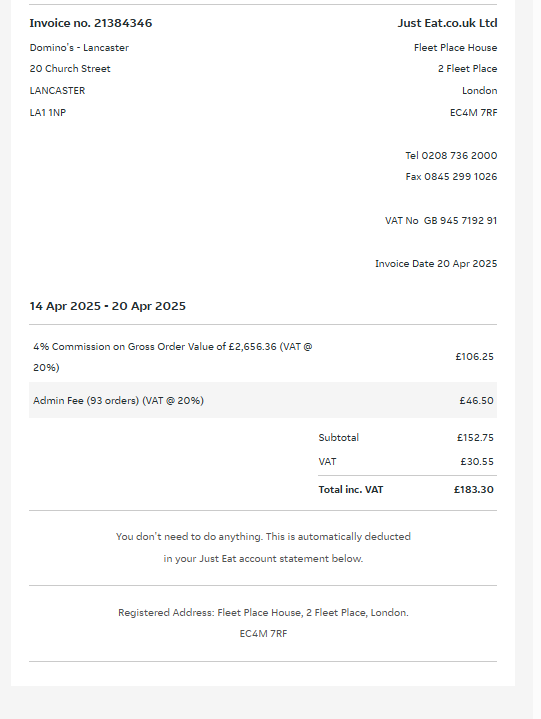 Invoice no. 21384346
Just Eat.co.uk Ltd
Domino's - Lancaster
Fleet Place House
20 Church Street
2 Fleet Place
LANCASTER
London
LA1 1NP
EC4M 7RF
Tel 0208 736 2000
Fax 0845 299 1026
VAT No GB 945 7192 91
Invoice Date 20 Apr 2025
14 Apr 2025 - 20 Apr 2025
4% Commission on Gross Order Value of £2,656.36 (VAT @
20%)
£106.25
Admin Fee (93 orders) (VAT @ 20%)
£46.50
Subtotal
£152.75
VAT
£30.55
Total inc. VAT
£183.30
You don't need to do anything. This is automatically deducted
in your Just Eat account statement below.
Registered Address: Fleet Place House, 2 Fleet Place, London.
EC4M 7RF